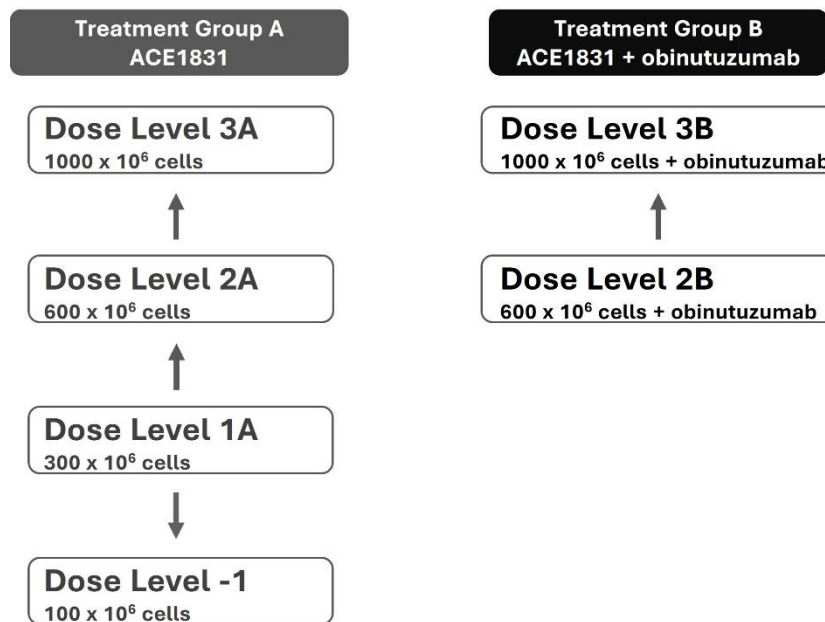 Treatment Group A
ACE1831
Dose Level 3A
1000 x 10⁶ cells
Dose Level 2A
600 x 10⁶ cells
Dose Level 1A
300 x 10⁶ cells
Dose Level -1
100 x 10⁶ cells
Treatment Group B
ACE1831 + obinutuzumab
Dose Level 3B
1000 x 10⁶ cells + obinutuzumab
Dose Level 2B
600 x 10⁶ cells + obinutuzumab